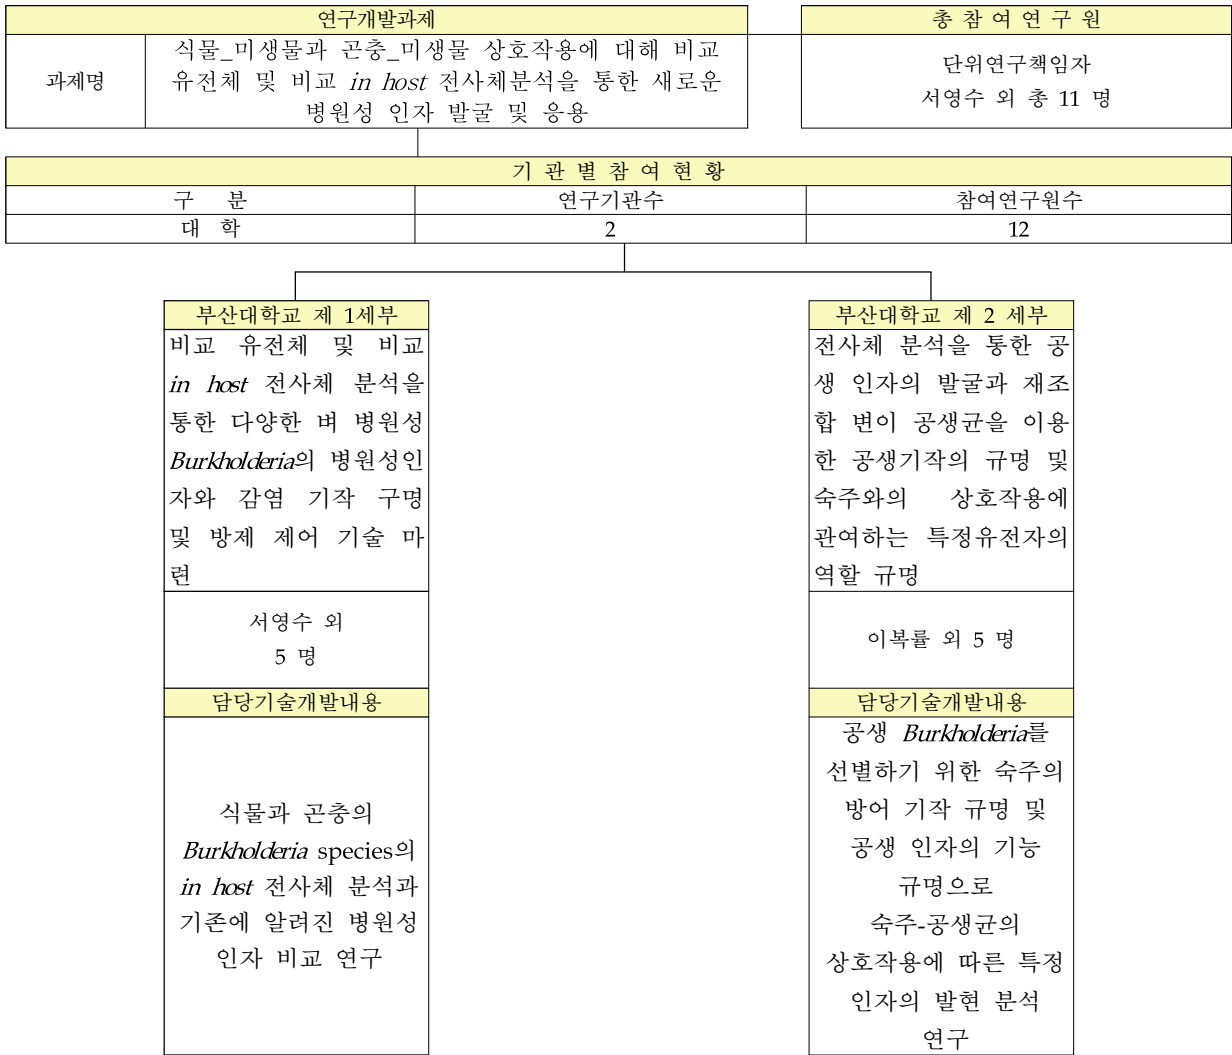 연구개발과제
총 참 여 연 구 원
과제명
식물_미생물과 곤충_미생물 상호작용에 대해 비교
유전체 및 비교 in host 전사체분석을 통한 새로운
병원성 인자 발굴 및 응용
단위연구책임자
서영수 외 총 11 명
기 관 별 참 여 현 황
구 분
연구기관수
참여연구원수
대 학
2
12
부산대학교 제 1세부
비교 유전체 및 비교
in host 전사체 분석을
통한 다양한 벼 병원성
Burkholderia의 병원성인
자와 감염 기작 구명
및 방제 제어 기술 마
련
서영수 외
5 명
담당기술개발내용
식물과 곤충의
Burkholderia species의
in host 전사체 분석과
기존에 알려진 병원성
인자 비교 연구
부산대학교 제 2 세부
전사체 분석을 통한 공
생 인자의 발굴과 재조
합 변이 공생균을 이용
한 공생기작의 규명 및
숙주와의 상호작용에
관여하는 특정유전자의
역할 규명
이복률 외 5 명
담당기술개발내용
공생 Burkholderia를
선별하기 위한 숙주의
방어 기작 규명 및
공생 인자의 기능
규명으로
숙주-공생균의
상호작용에 따른 특정
인자의 발현 분석
연구